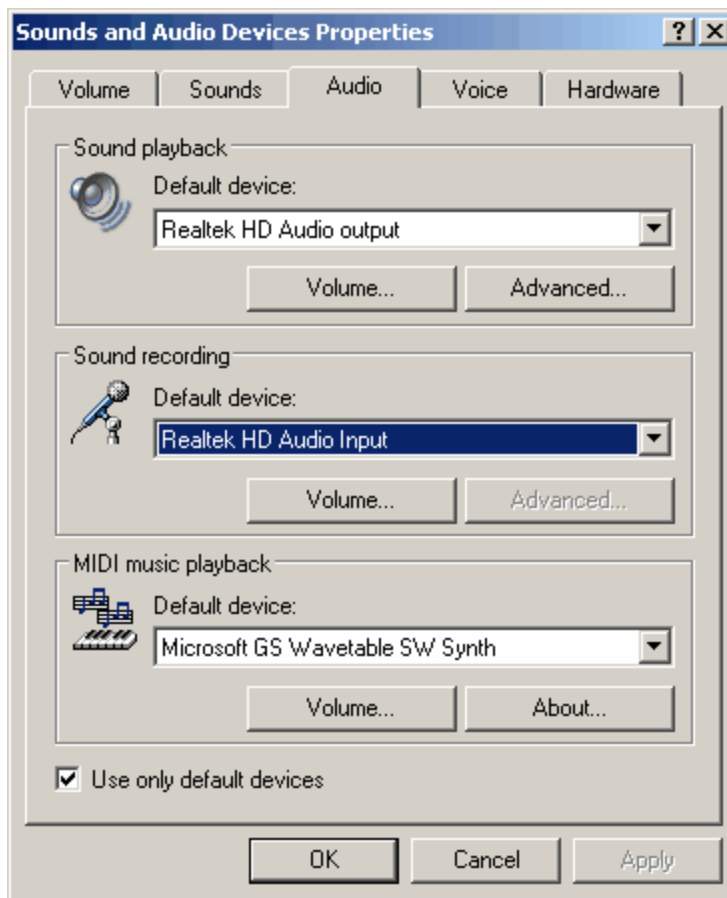 Sounds and Audio Devices Properties
Volume Sounds Audio Voice Hardware
Sound playback
Default device:
Realtek HD Audio output
Volume... Advanced...
Sound recording
Default device:
Realtek HD Audio Input
Volume... Advanced...
MIDI music playback
Default device:
Microsoft GS Wavetable SW Synth
Volume... About...
Use only default devices
OK Cancel Apply